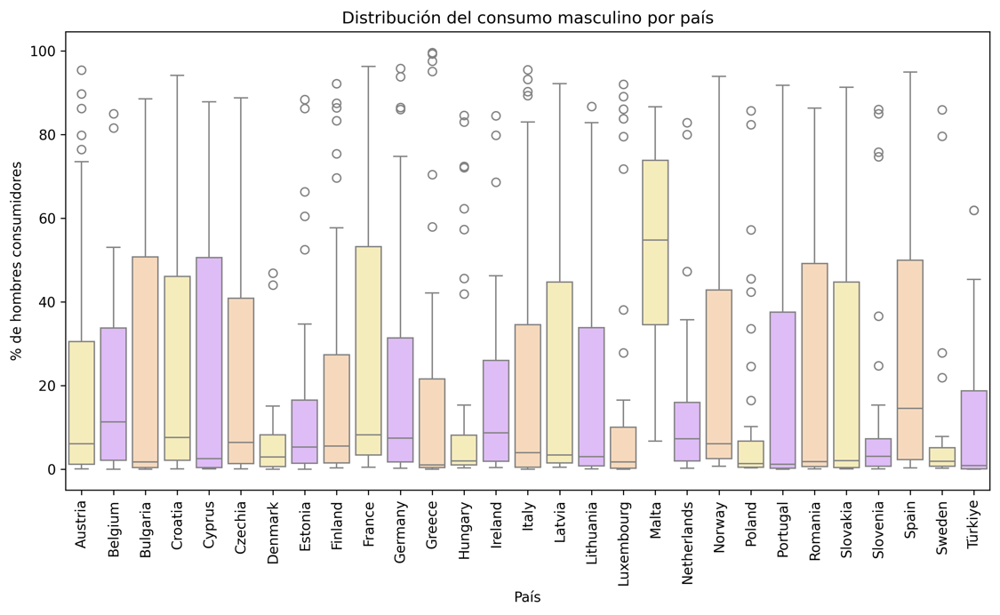 Distribución del consumo masculino por país
% de hombres consumidores
100
80
60
40
20
0
Austria
Belgium
Bulgaria
Croatia
Cyprus
Czechia
Denmark
Estonia
Finland
France
Germany
Greece
Hungary
Ireland
Italy
Latvia
Lithuania
Luxembourg
Malta
Netherlands
Norway
Poland
Portugal
Romania
Slovakia
Slovenia
Spain
Sweden
Türkiye
País